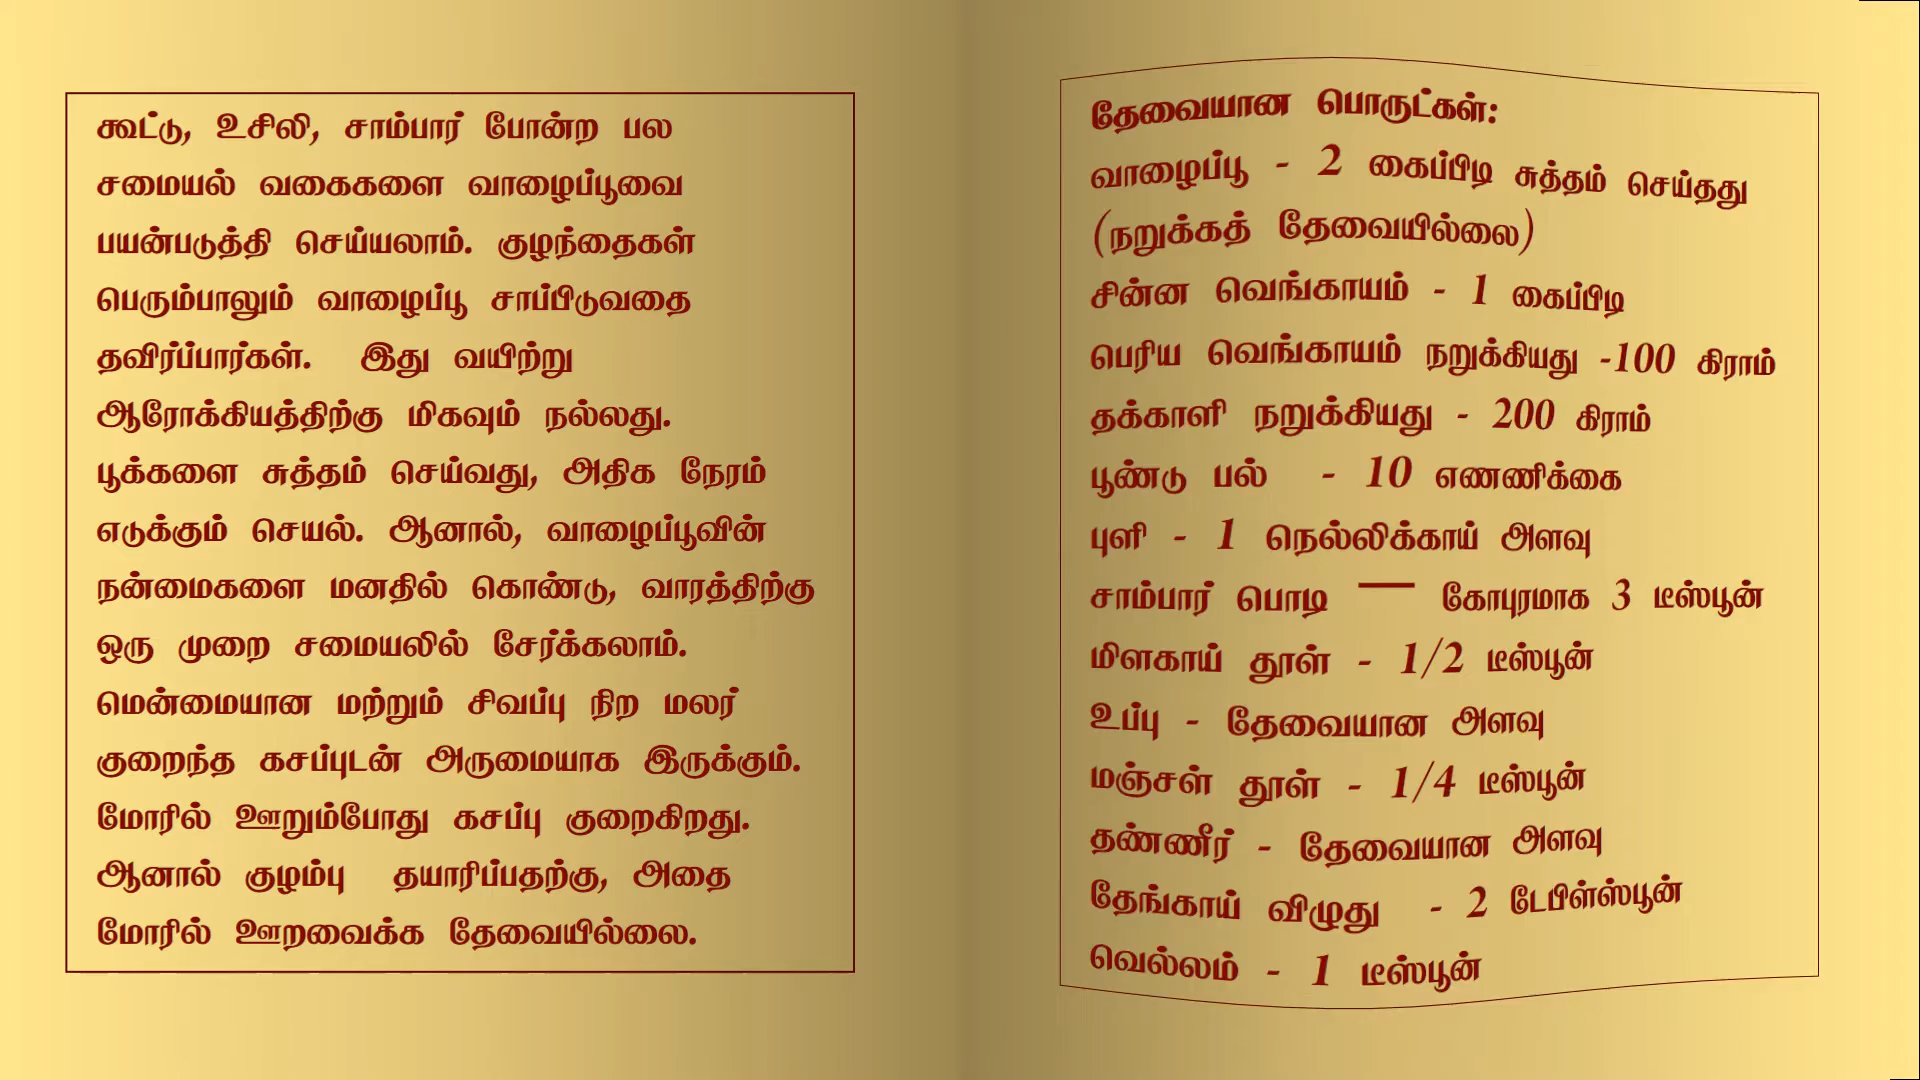 கூட்டு, உசிலி, சாம்பார் போன்ற பல
சமையல் வகைகளை வாழைப்பூவை
பயன்படுத்தி செய்யலாம். குழந்தைகள்
பெரும்பாலும் வாழைப்பூ சாப்பிடுவதை
தவிர்ப்பார்கள். இது வயிற்று
ஆரோக்கியத்திற்கு மிகவும் நல்லது.
பூக்களை சுத்தம் செய்வது, அதிக நேரம்
எடுக்கும் செயல். ஆனால், வாழைப்பூவின்
நன்மைகளை மனதில் கொண்டு, வாரத்திற்கு
ஒரு முறை சமையலில் சேர்க்கலாம்.
மென்மையான மற்றும் சிவப்பு நிற மலர்
குறைந்த கசப்புடன் அருமையாக இருக்கும்.
மோரில் ஊறும்போது கசப்பு குறைகிறது.
ஆனால் குழம்பு தயாரிப்பதற்கு, அதை
மோரில் ஊறவைக்க தேவையில்லை.
தேவையான பொருட்கள்:
வாழைப்பூ - 2 கைப்பிடி சுத்தம் செய்தது
(நறுக்கத் தேவையில்லை)
சின்ன வெங்காயம் - 1 கைப்பிடி
பெரிய வெங்காயம் நறுக்கியது -100 கிராம்
தக்காளி நறுக்கியது - 200 கிராம்
பூண்டு பல் - 10 எணணிக்கை
புளி - 1 நெல்லிக்காய் அளவு
சாம்பார் பொடி — கோபுரமாக 3 டீஸ்பூன்
மிளகாய் தூள் - 1/2 டீஸ்பூன்
உப்பு - தேவையான அளவு
மஞ்சள் தூள் - 1/4 டீஸ்பூன்
தண்ணீர் - தேவையான அளவு
தேங்காய் விழுது - 2 டேபிள்ஸ்பூன்
வெல்லம் - 1 டீஸ்பூன்